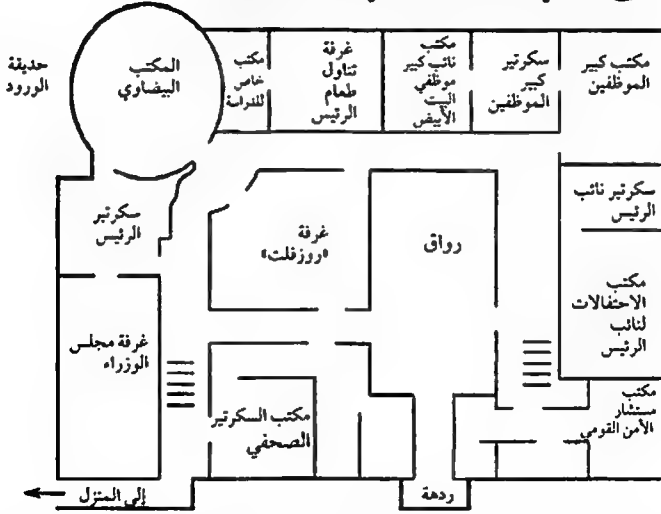 حديقة
الورود
المكتب
البيضاوي
مكتب
خاص
للدراسة
غرفة
تناول
طعام
الرئيس
مكتب
نائب كبير
موظفي
البيت
الأبيض
سكرتير
كبير
الموظفين
مكتب كبير
الموظفين
سكرتير
الرئيس
غرفة
«روزفلت»
رواق
سكرتير نائب
الرئيس
مكتب
الاحتفالات
لنائب
الرئيس
غرفة مجلس
الوزراء
مكتب السكرتير
الصحفي
مكتب
مستشار
الأمن القومي
إلى المنزل
ردهة